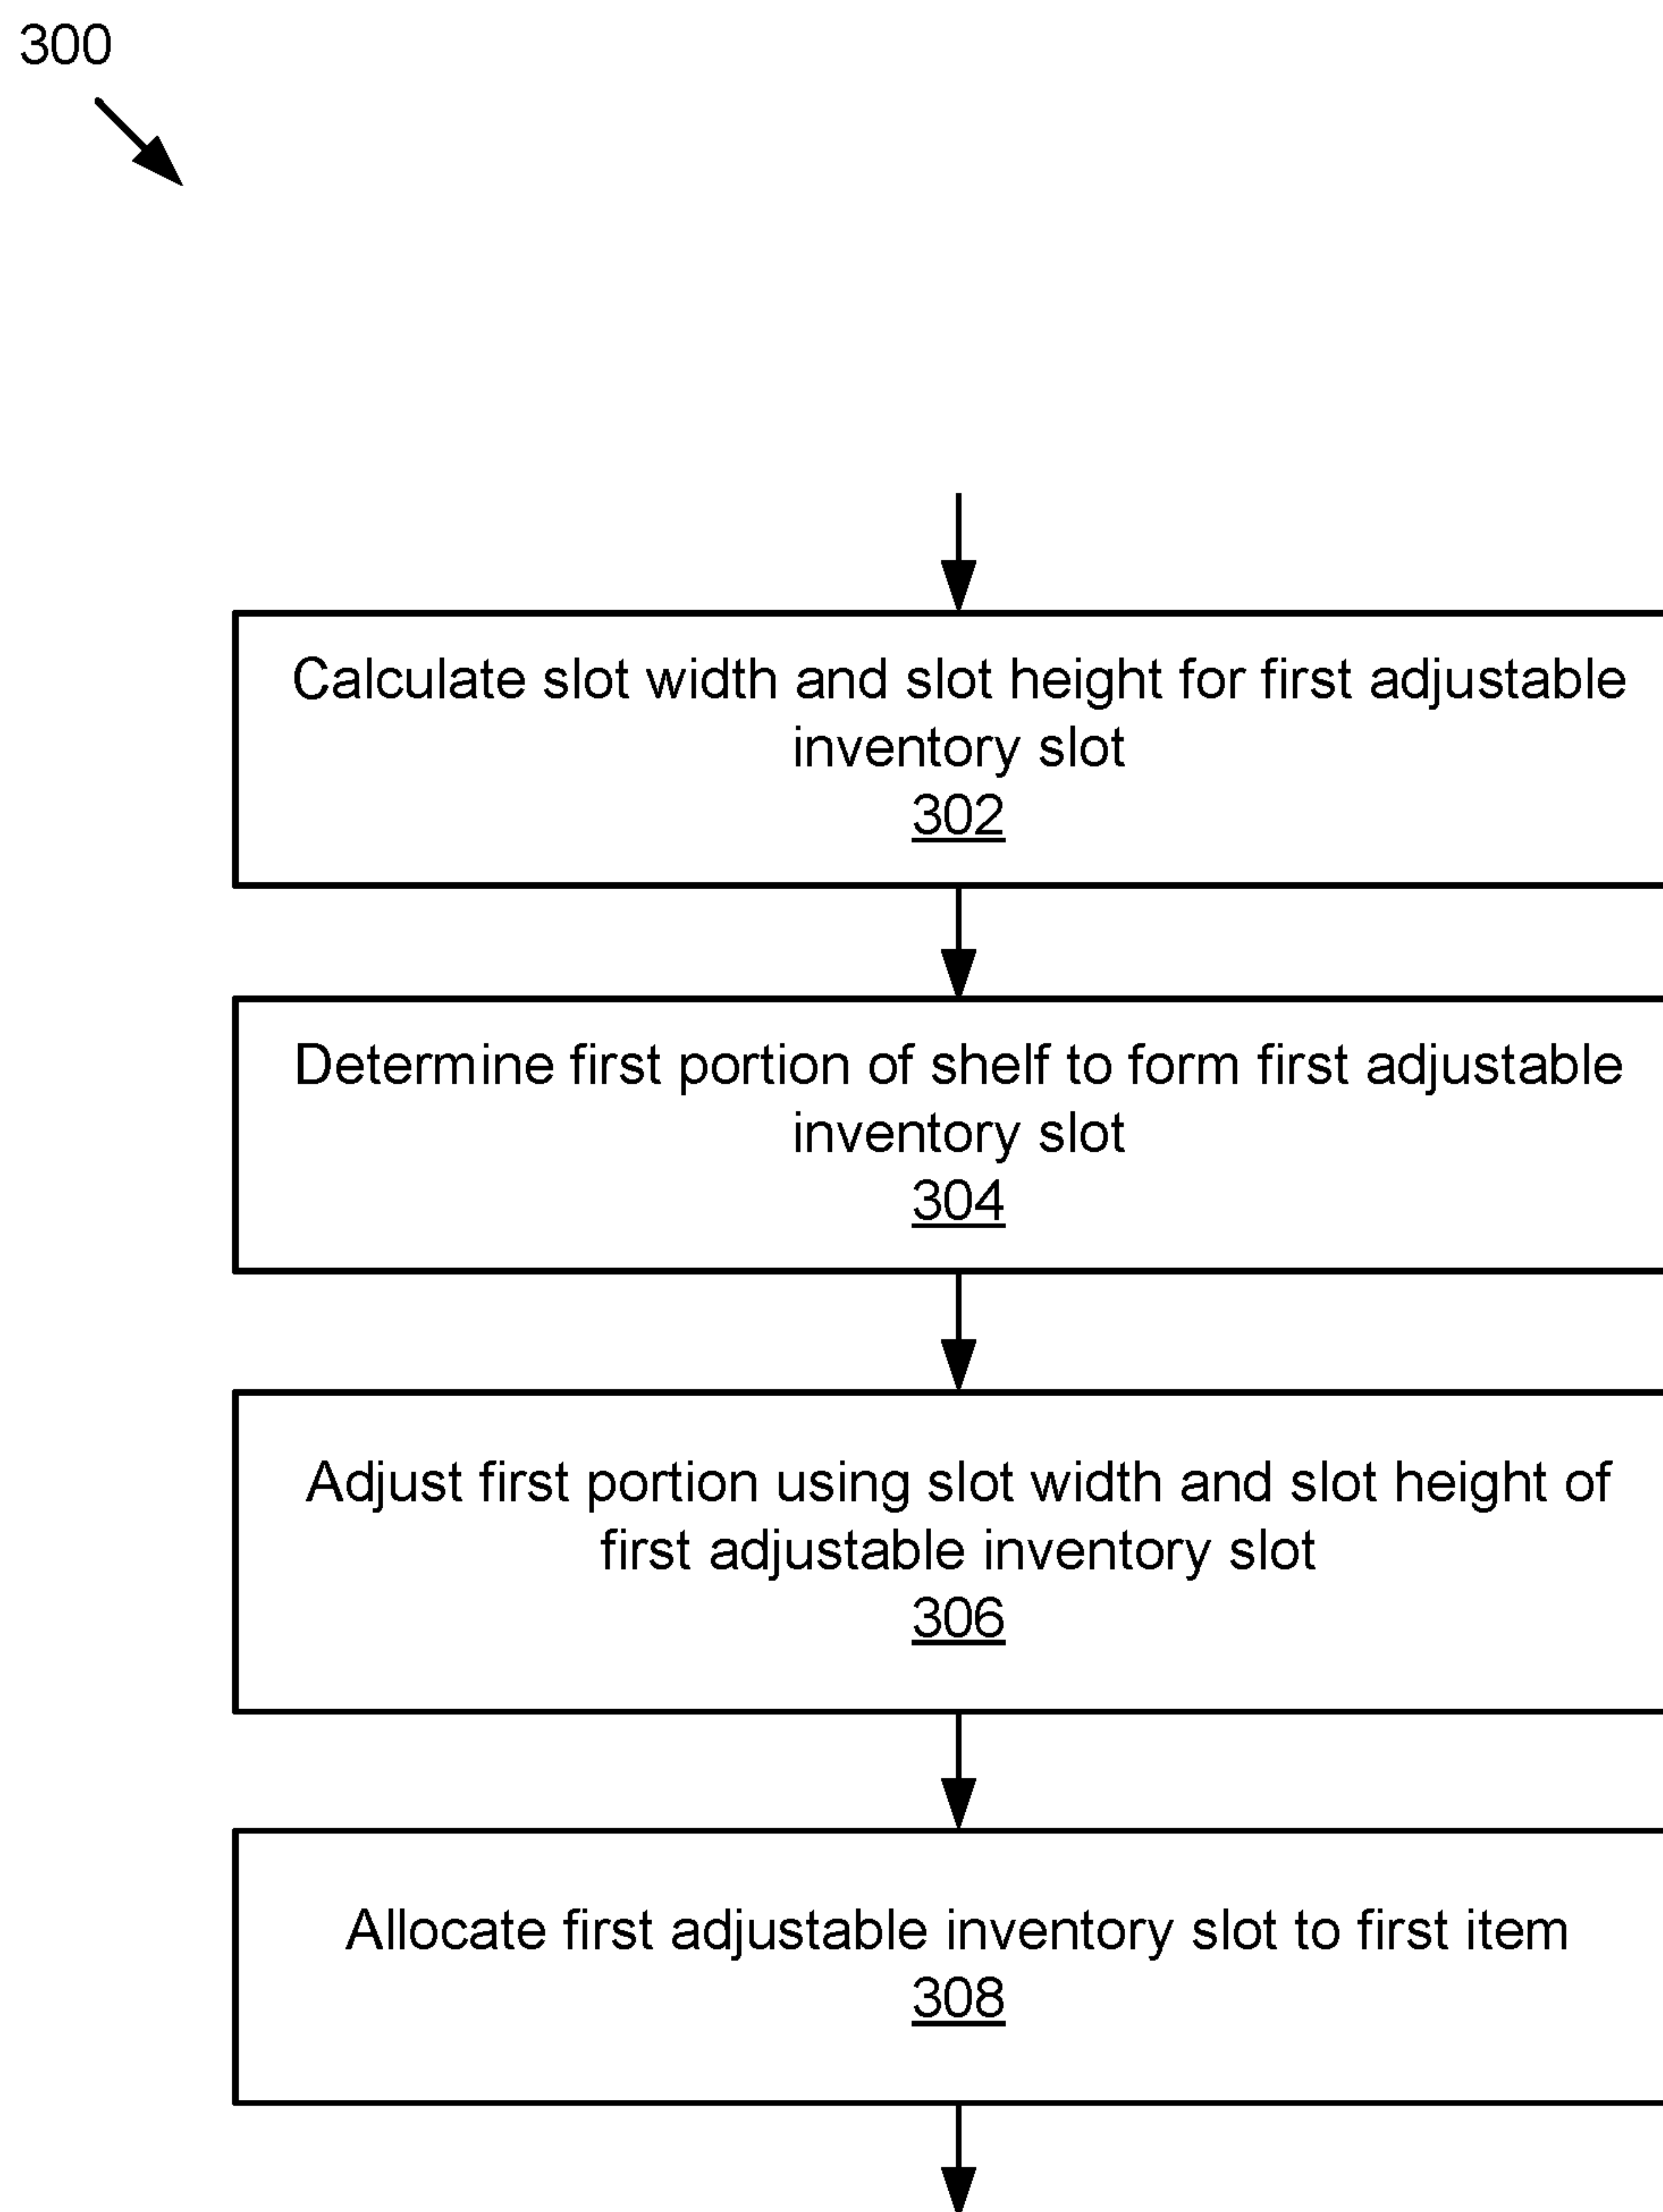 300
Calculate slot width and slot height for first adjustable
inventory slot
302
Determine first portion of shelf to form first adjustable
inventory slot
304
Adjust first portion using slot width and slot height of
first adjustable inventory slot
306
Allocate first adjustable inventory slot to first item
308